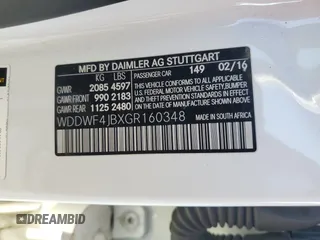 MFD BY DAIMLER AG STUTTGART
KG LBS PASSENGER CAR 149 02/16
GVWR 2085 4597 THIS VEHICLE CONFORMS TO ALL
GAWR FRONT 990 2183 APPLICABLE U.S. FEDERAL MOTOR
GAWR REAR 1125 2480 VEHICLE SAFETY, BUMPER, AND THEFT PREVENTION STANDARDS IN EFFECT ON THE DATE OF MANUFACTURE SHOWN ABOVE.
WDDWF4JBXGR160348
MADE IN SOUTH AFRICA
DREAMBID